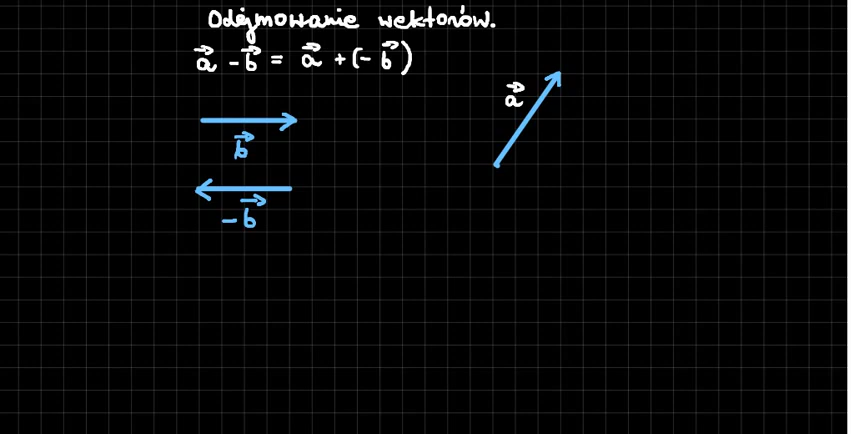 Odejmowanie wektorów.
a⃗ - b⃗ = a⃗ + (- b⃗)
a⃗
b⃗
- b⃗